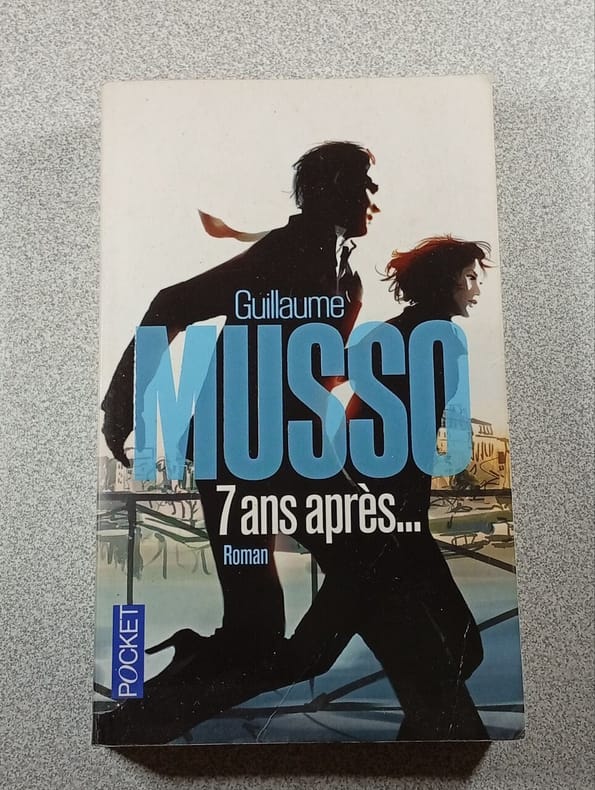 Guillaume
MUSSO
7 ans après...
Roman
POCKET